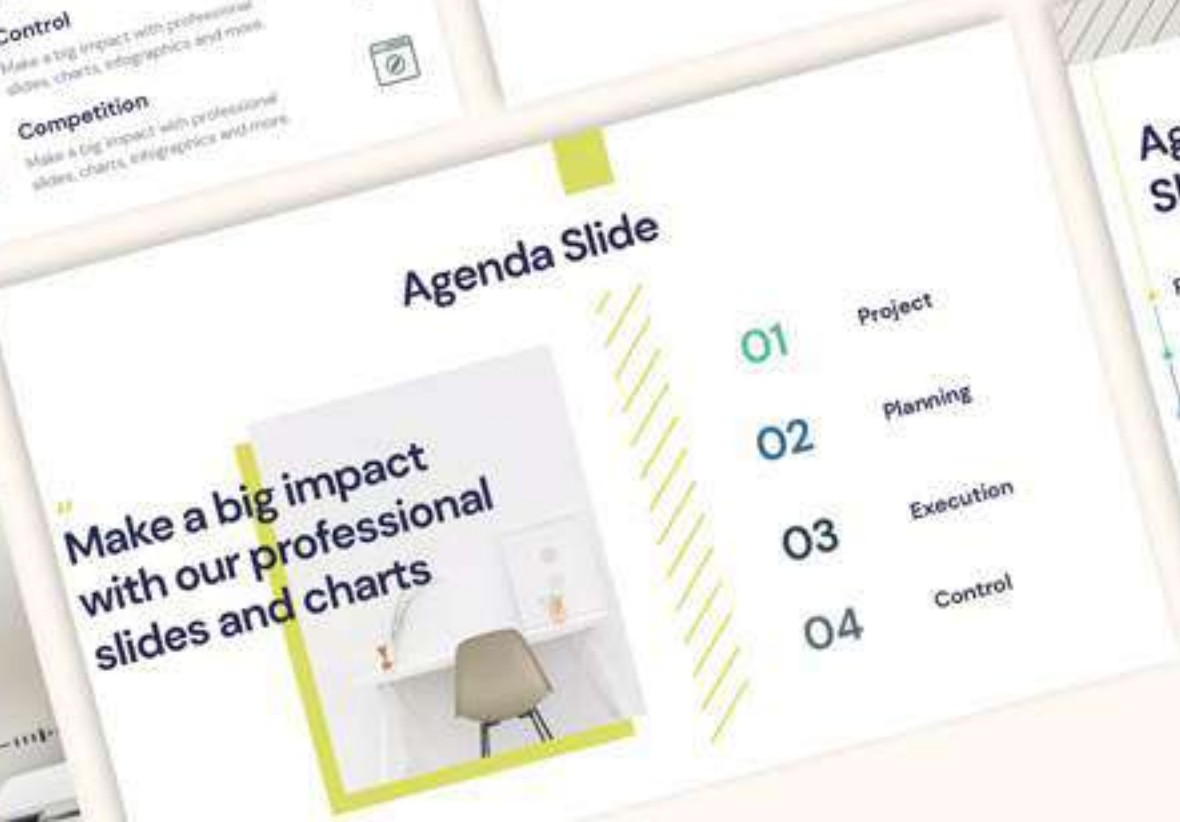 Control
Make a big impact with professional
slides, charts, infographics and more.
Competition
Make a big impact with professional
slides, charts, infographics and more.
Agenda Slide
“
Make a big impact
with our professional
slides and charts
01 Project
02 Planning
03 Execution
04 Control